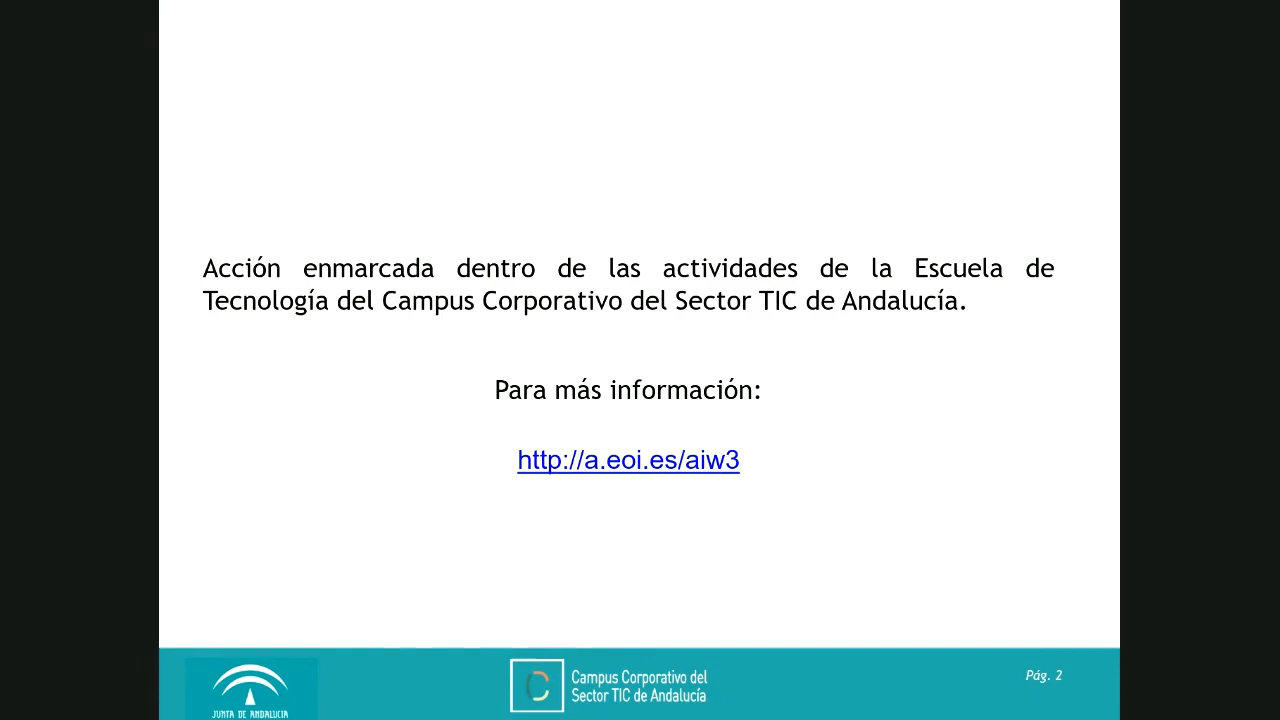 Acción enmarcada dentro de las actividades de la Escuela de
Tecnología del Campus Corporativo del Sector TIC de Andalucía.
Para más información:
http://a.eoi.es/aiw3
JUNTA DE ANDALUCIA
Campus Corporativo del
Sector TIC de Andalucía
Pág. 2